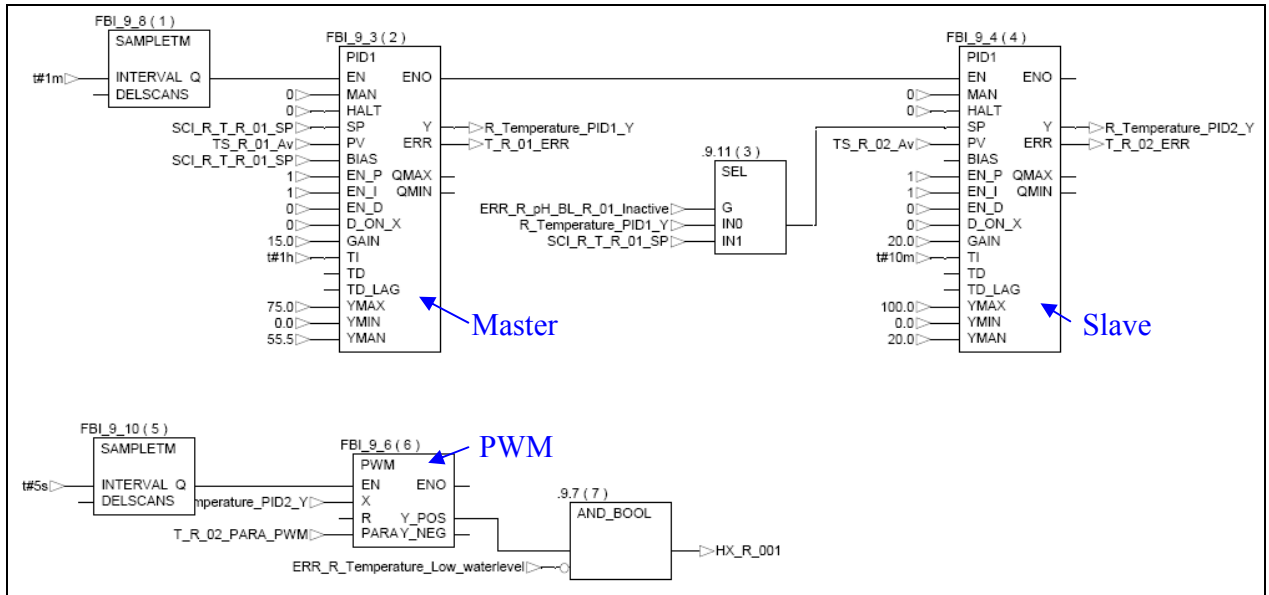 FBI_9_8 ( 1 )
SAMPLETM
t#1m INTERVAL Q
DELSCANS
FBI_9_3 ( 2 )
PID1
EN ENO
0 MAN
0 HALT
SCI_R_T_R_01_SP SP Y R_Temperature_PID1_Y
TS_R_01_Av PV ERR T_R_01_ERR
SCI_R_T_R_01_SP BIAS
1 EN_P QMAX
1 EN_I QMIN
0 EN_D
0 D_ON_X
15.0 GAIN
t#1h TI
TD
TD_LAG
75.0 YMAX
0.0 YMIN
55.5 YMAN
Master
.9.11 ( 3 )
SEL
ERR_R_pH_BL_R_01_Inactive G
R_Temperature_PID1_Y IN0
SCI_R_T_R_01_SP IN1
FBI_9_4 ( 4 )
PID1
EN ENO
0 MAN
0 HALT
SP Y R_Temperature_PID2_Y
TS_R_02_Av PV ERR T_R_02_ERR
BIAS
1 EN_P QMAX
1 EN_I QMIN
0 EN_D
0 D_ON_X
20.0 GAIN
t#10m TI
TD
TD_LAG
100.0 YMAX
0.0 YMIN
20.0 YMAN
Slave
FBI_9_10 ( 5 )
SAMPLETM
t#5s INTERVAL Q
DELSCANS
FBI_9_6 ( 6 )
PWM
PWM
EN ENO
mperature_PID2_Y X
R Y_POS
T_R_02_PARA_PWM PARA Y_NEG
.9.7 ( 7 )
AND_BOOL
HX_R_001
ERR_R_Temperature_Low_waterlevel